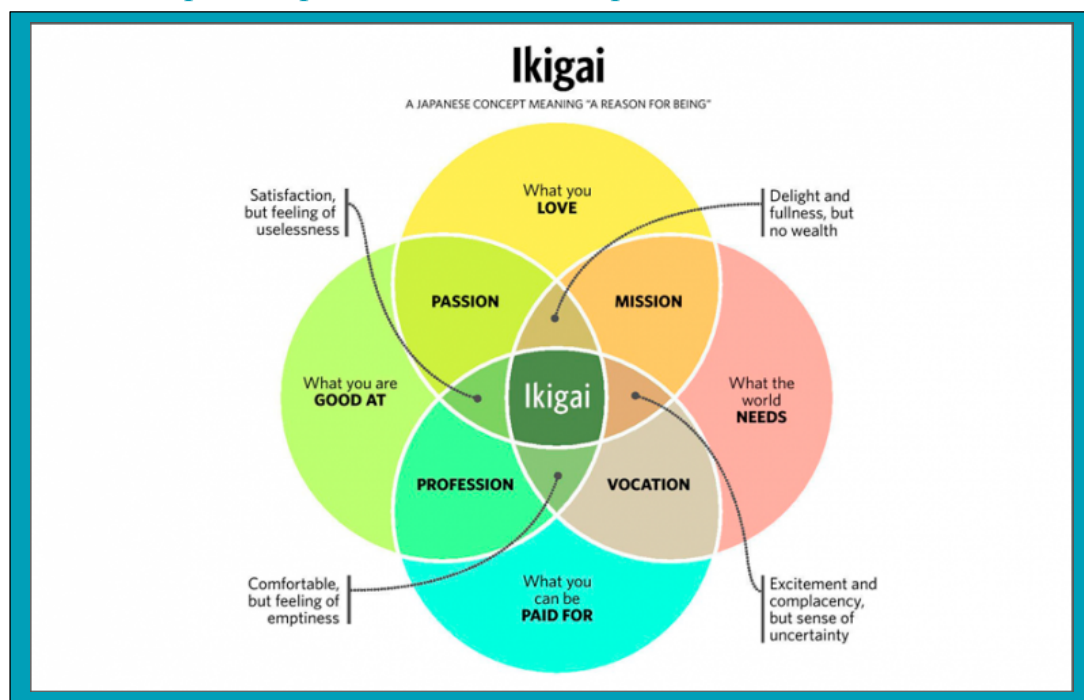 Ikigai
A JAPANESE CONCEPT MEANING “A REASON FOR BEING”
Satisfaction,
but feeling of
uselessness
What you
LOVE
Delight and
fullness, but
no wealth
PASSION
MISSION
What you are
GOOD AT
Ikigai
What the
world
NEEDS
PROFESSION
VOCATION
Comfortable,
but feeling of
emptiness
What you
can be
PAID FOR
Excitement and
complacency,
but sense of
uncertainty